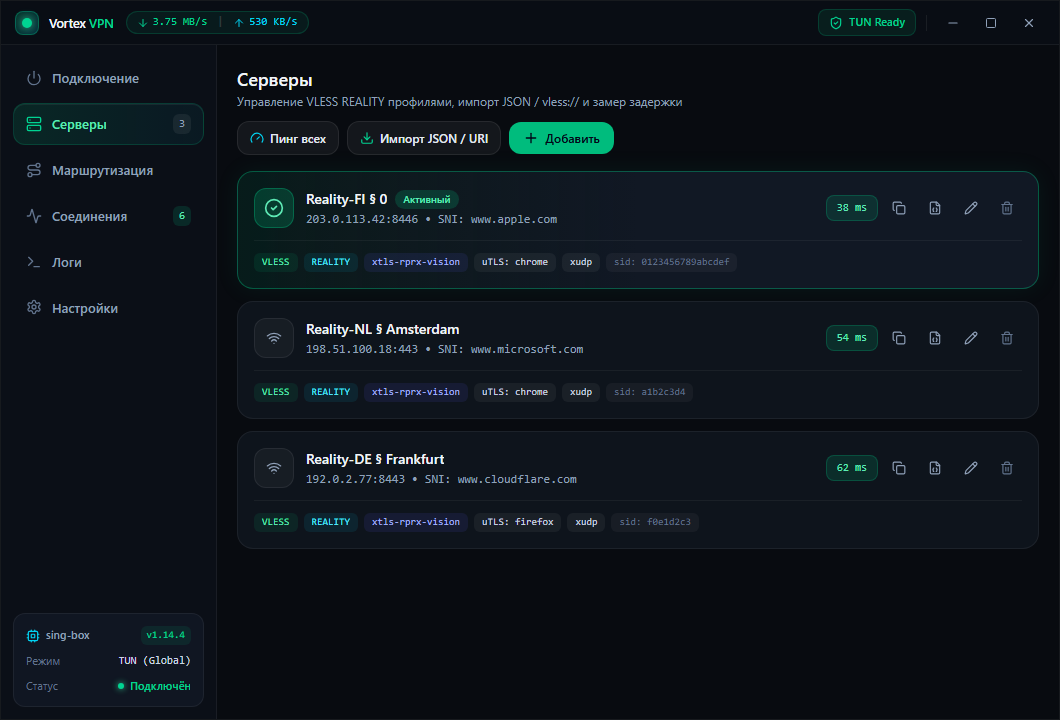 Vortex VPN
3.75 MB/s | 530 KB/s
TUN Ready
Подключение
Серверы 3
Маршрутизация
Соединения 6
Логи
Настройки
Серверы
Управление VLESS REALITY профилями, импорт JSON / vless:// и замер задержки
Пинг всех
Импорт JSON / URI
Добавить
Reality-FI § 0 Активный
203.0.113.42:8446 • SNI: www.apple.com
38 ms
VLESS REALITY xtls-rprx-vision uTLS: chrome xudp sid: 0123456789abcdef
Reality-NL § Amsterdam
198.51.100.18:443 • SNI: www.microsoft.com
54 ms
VLESS REALITY xtls-rprx-vision uTLS: chrome xudp sid: a1b2c3d4
Reality-DE § Frankfurt
192.0.2.77:8443 • SNI: www.cloudflare.com
62 ms
VLESS REALITY xtls-rprx-vision uTLS: firefox xudp sid: f0e1d2c3
sing-box v1.14.4
Режим TUN (Global)
Статус Подключён